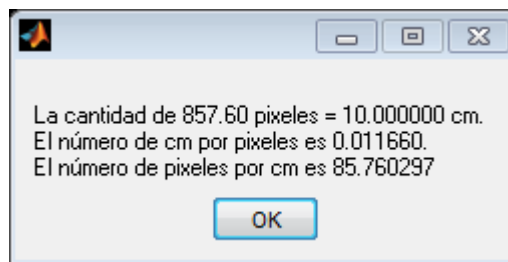 La cantidad de 857.60 pixeles = 10.000000 cm.
El número de cm por pixeles es 0.011660.
El número de pixeles por cm es 85.760297
OK